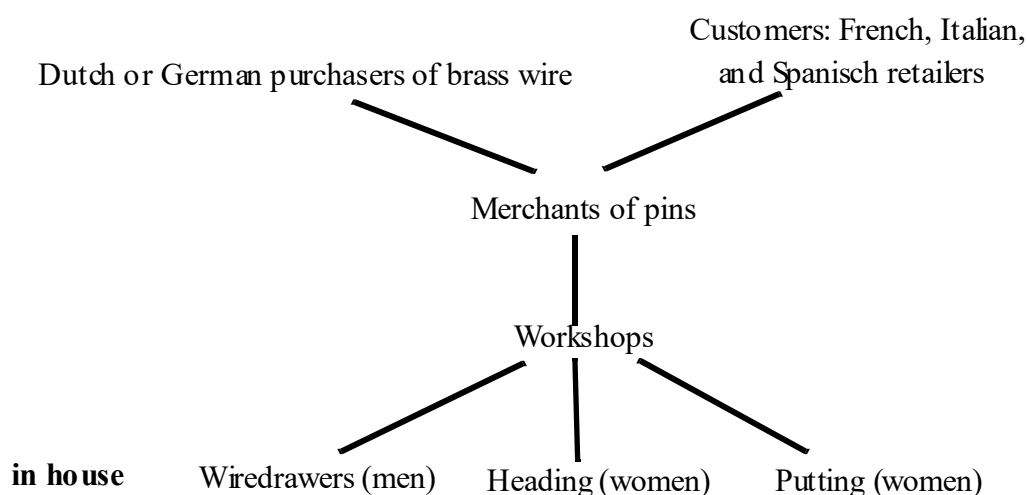 Customers: French, Italian,
and Spanisch retailers
Dutch or German purchasers of brass wire
Merchants of pins
Workshops
in house Wiredrawers (men) Heading (women) Putting (women)